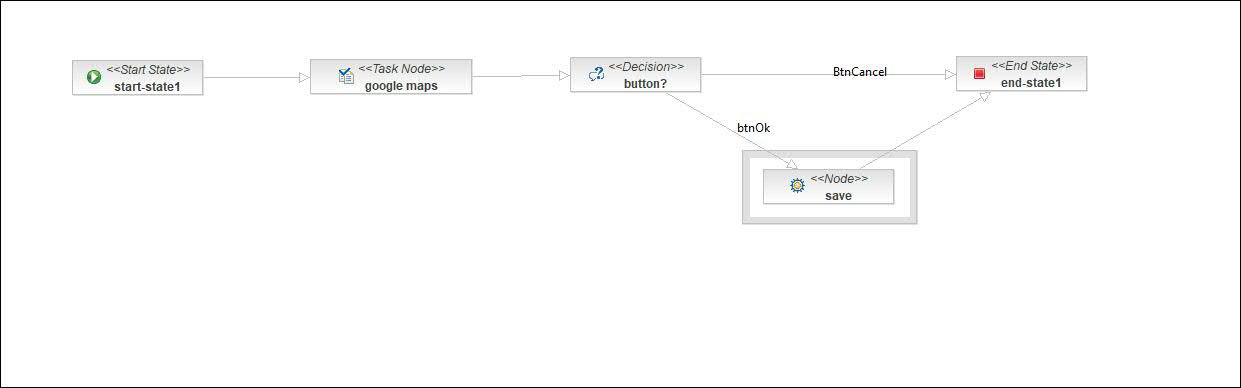 <<Start State>>
start-state1
<<Task Node>>
google maps
<<Decision>>
button?
BtnCancel
<<End State>>
end-state1
btnOk
<<Node>>
save